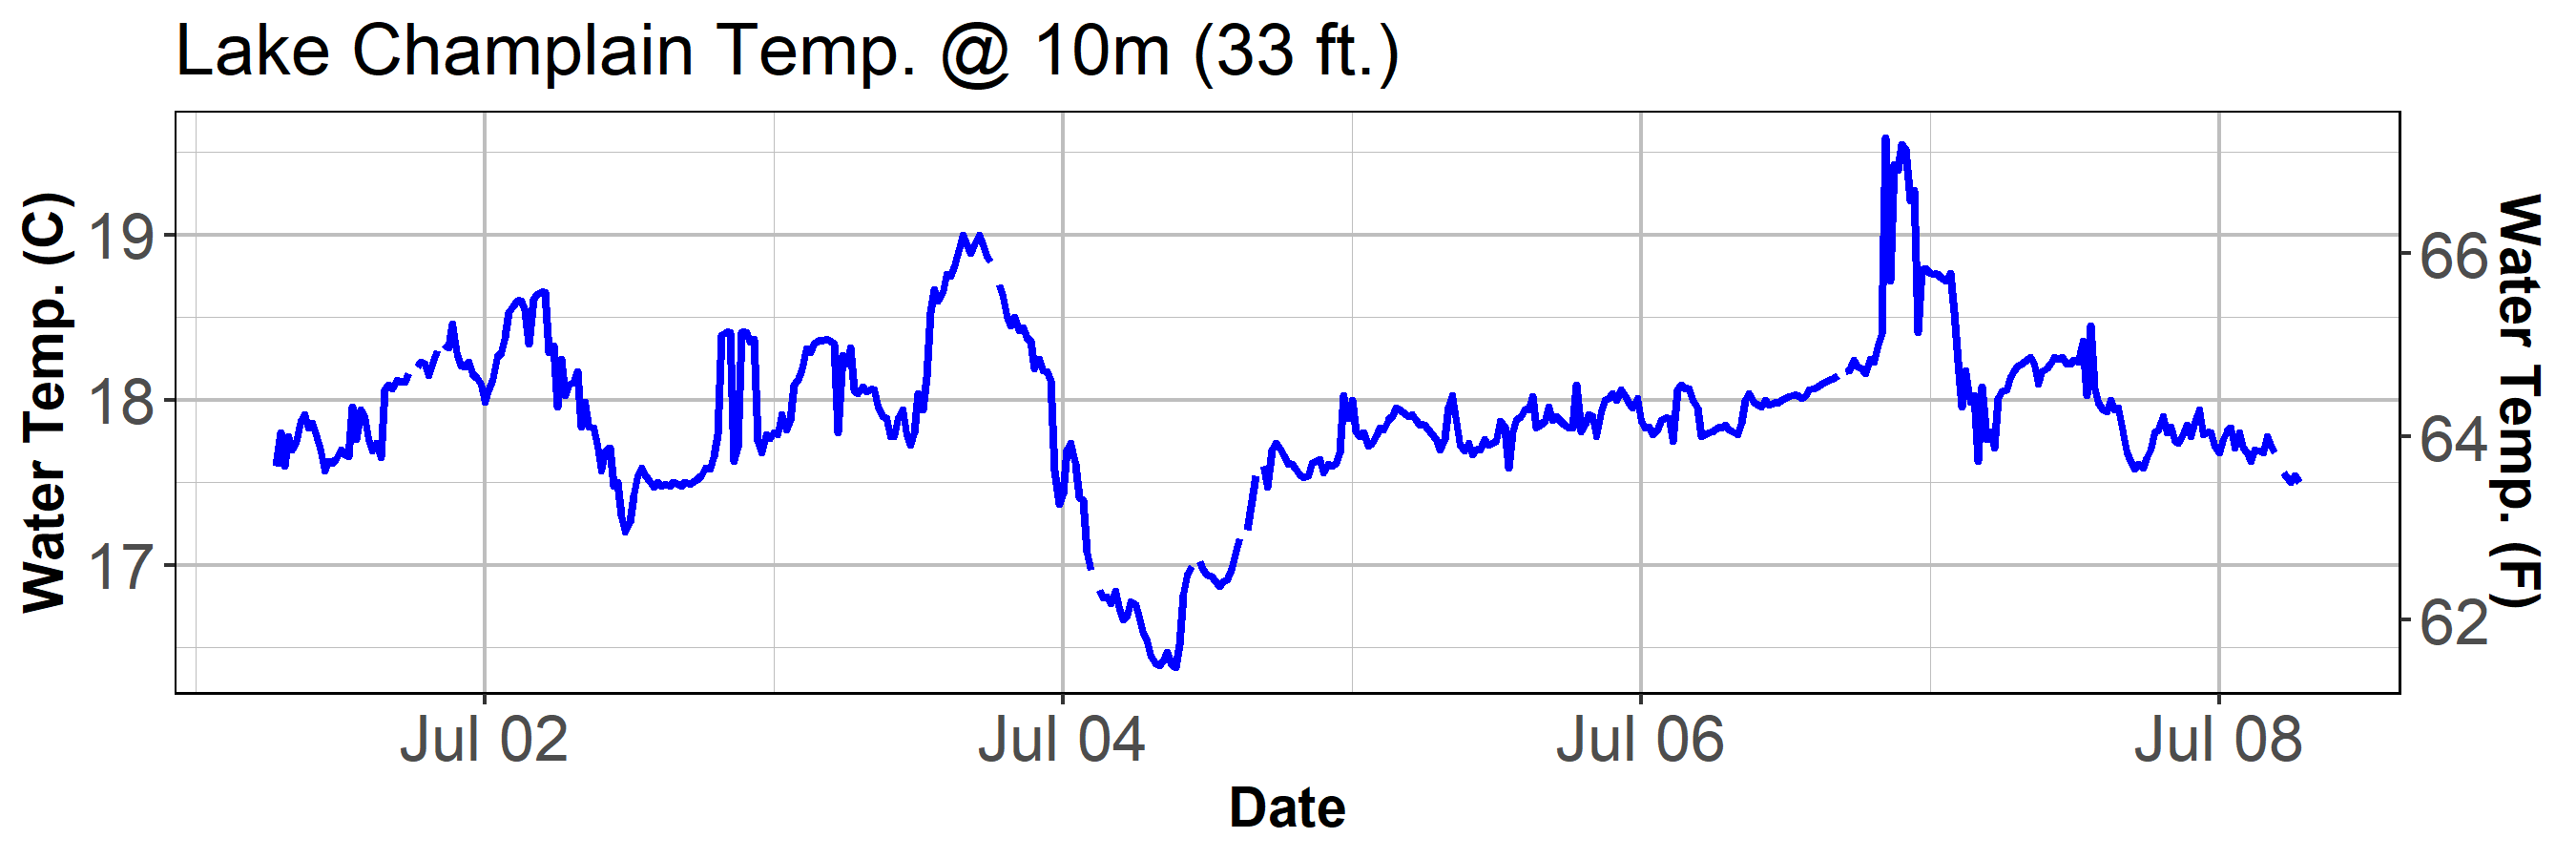 Lake Champlain Temp. @ 10m (33 ft.)
Water Temp. (C)
19
18
17
66
64
62
Water Temp. (F)
Jul 02
Jul 04
Jul 06
Jul 08
Date